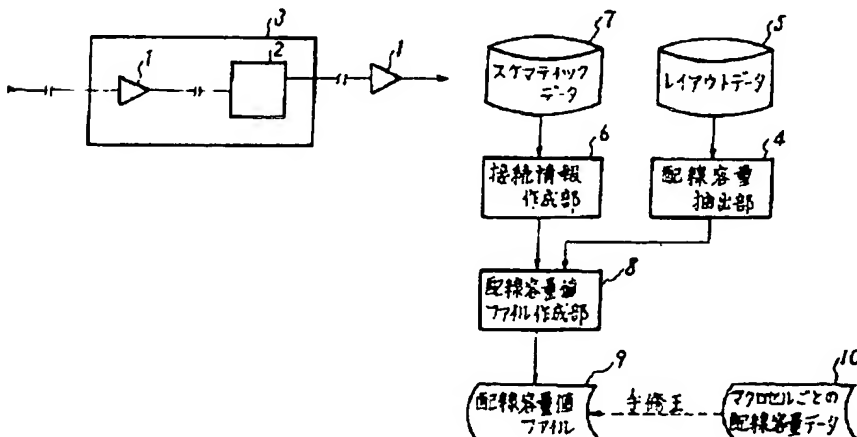 3
1
2
1
7
スケマティック
データ
5
レイアウトデータ
6
接続情報
作成部
4
配線容量
抽出部
8
配線容量値
ファイル作成部
9
配線容量値
ファイル
10
マクロセルごとの
配線容量データ